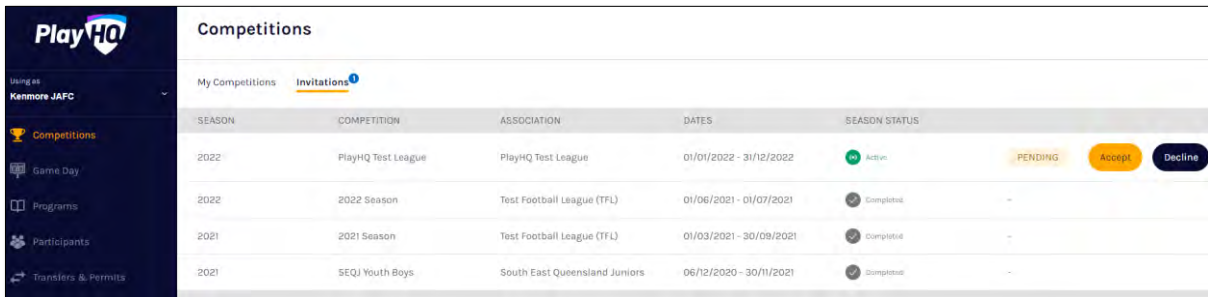 PlayHQ
Competitions
Using as
Kenmore JAFC
My Competitions Invitations 1
SEASON COMPETITION ASSOCIATION DATES SEASON STATUS
Competitions
2022 PlayHQ Test League PlayHQ Test League 01/01/2022 - 31/12/2022 Active PENDING Accept Decline
Game Day
2022 2022 Season Test Football League (TFL) 01/06/2021 - 01/07/2021 Completed -
Programs
2021 2021 Season Test Football League (TFL) 01/03/2021 - 30/09/2021 Completed -
Participants
2021 SEQJ Youth Boys South East Queensland Juniors 06/12/2020 - 30/11/2021 Completed -
Transfers & Permits